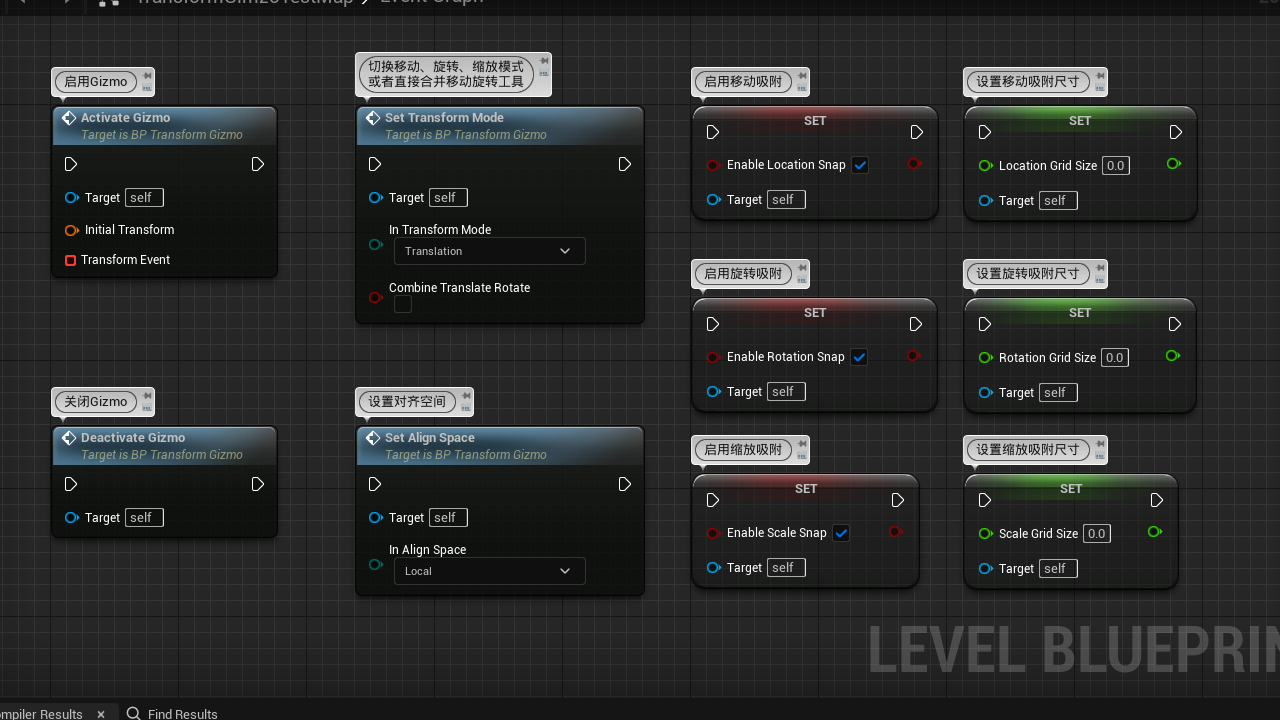 启用Gizmo
Activate Gizmo
Target is BP Transform Gizmo
Target self
Initial Transform
Transform Event
切换移动、旋转、缩放模式
或者直接合并移动旋转工具
Set Transform Mode
Target is BP Transform Gizmo
Target self
In Transform Mode
Translation
Combine Translate Rotate
启用移动吸附
SET
Enable Location Snap
Target self
设置移动吸附尺寸
SET
Location Grid Size 0.0
Target self
启用旋转吸附
SET
Enable Rotation Snap
Target self
设置旋转吸附尺寸
SET
Rotation Grid Size 0.0
Target self
关闭Gizmo
Deactivate Gizmo
Target is BP Transform Gizmo
Target self
设置对齐空间
Set Align Space
Target is BP Transform Gizmo
Target self
In Align Space
Local
启用缩放吸附
SET
Enable Scale Snap
Target self
设置缩放吸附尺寸
SET
Scale Grid Size 0.0
Target self
LEVEL BLUEPRIN
mpiler Results
Find Results